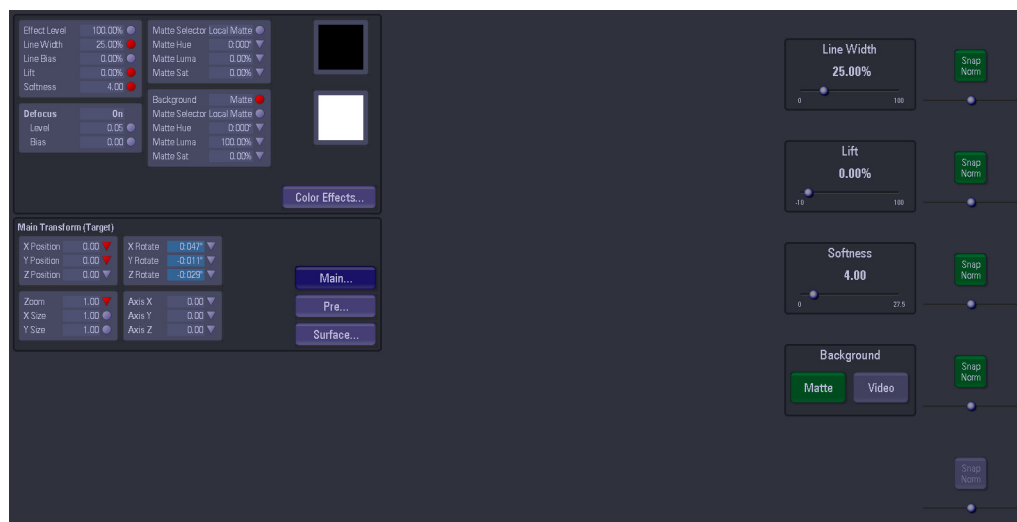 Effect Level 100.00%
Line Width 25.00%
Line Bias 0.00%
Lift 0.00%
Softness 4.00
Matte Selector Local Matte
Matte Hue 0:000°
Matte Luma 0.00%
Matte Sat 0.00%
Defocus On
Level 0.05
Bias 0.00
Background Matte
Matte Selector Local Matte
Matte Hue 0:000°
Matte Luma 100.00%
Matte Sat 0.00%
Color Effects...
Main Transform (Target)
X Position 0.00
Y Position 0.00
Z Position 0.00
X Rotate 0:047°
Y Rotate -0:011°
Z Rotate -0:029°
Zoom 1.00
X Size 1.00
Y Size 1.00
Axis X 0.00
Axis Y 0.00
Axis Z 0.00
Main...
Pre...
Surface...
Line Width
25.00%
0 100
Snap
Norm
Lift
0.00%
-10 100
Snap
Norm
Softness
4.00
0 27.5
Snap
Norm
Background
Matte Video
Snap
Norm
Snap
Norm